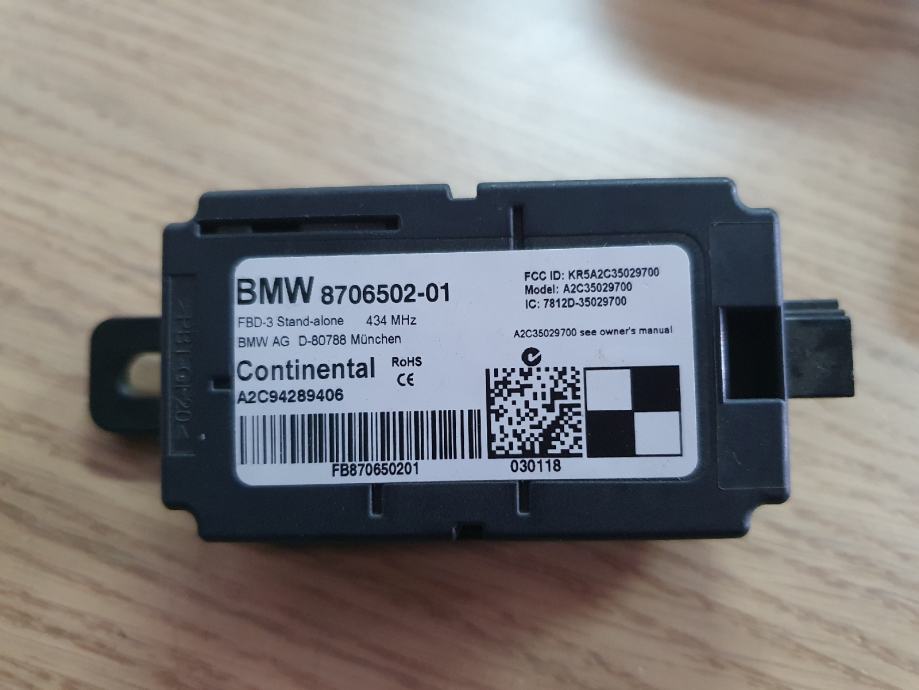 BMW 8706502-01
FBD-3 Stand-alone 434 MHz
BMW AG D-80788 München
Continental RoHS
CE
A2C94289406
FB870650201
FCC ID: KR5A2C35029700
Model: A2C35029700
IC: 7812D-35029700
A2C35029700 see owner's manual
030118